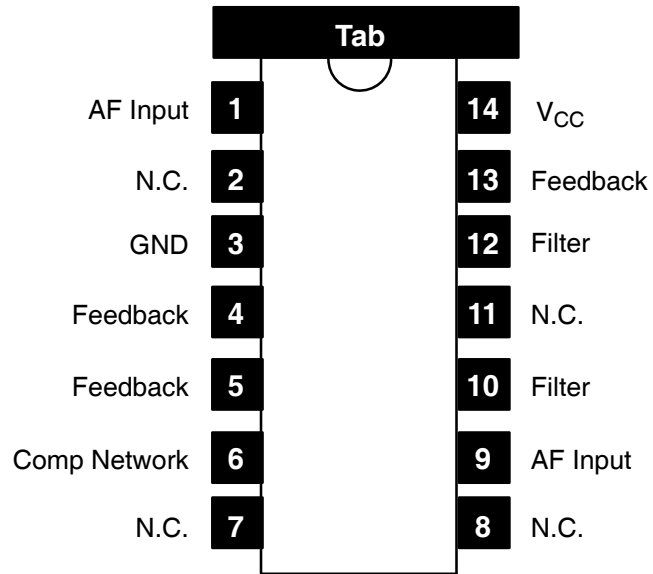 Tab
AF Input 1 14 VCC
N.C. 2 13 Feedback
GND 3 12 Filter
Feedback 4 11 N.C.
Feedback 5 10 Filter
Comp Network 6 9 AF Input
N.C. 7 8 N.C.